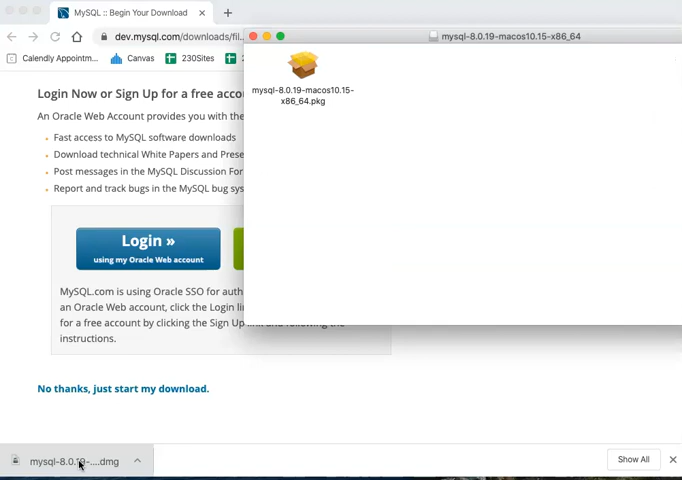 MySQL :: Begin Your Download
dev.mysql.com/downloads/fil..
mysql-8.0.19-macos10.15-x86_64
Calendly Appointm...
Canvas
230Sites
2
mysql-8.0.19-macos10.15-
x86_64.pkg
Login Now or Sign Up for a free acco
An Oracle Web Account provides you with the
Fast access to MySQL software downloads
Download technical White Papers and Prese
Post messages in the MySQL Discussion For
Report and track bugs in the MySQL bug sys
Login »
using my Oracle Web account
MySQL.com is using Oracle SSO for auth
an Oracle Web account, click the Login li
for a free account by clicking the Sign Up link and following the
instructions.
No thanks, just start my download.
mysql-8.0.19-....dmg
Show All